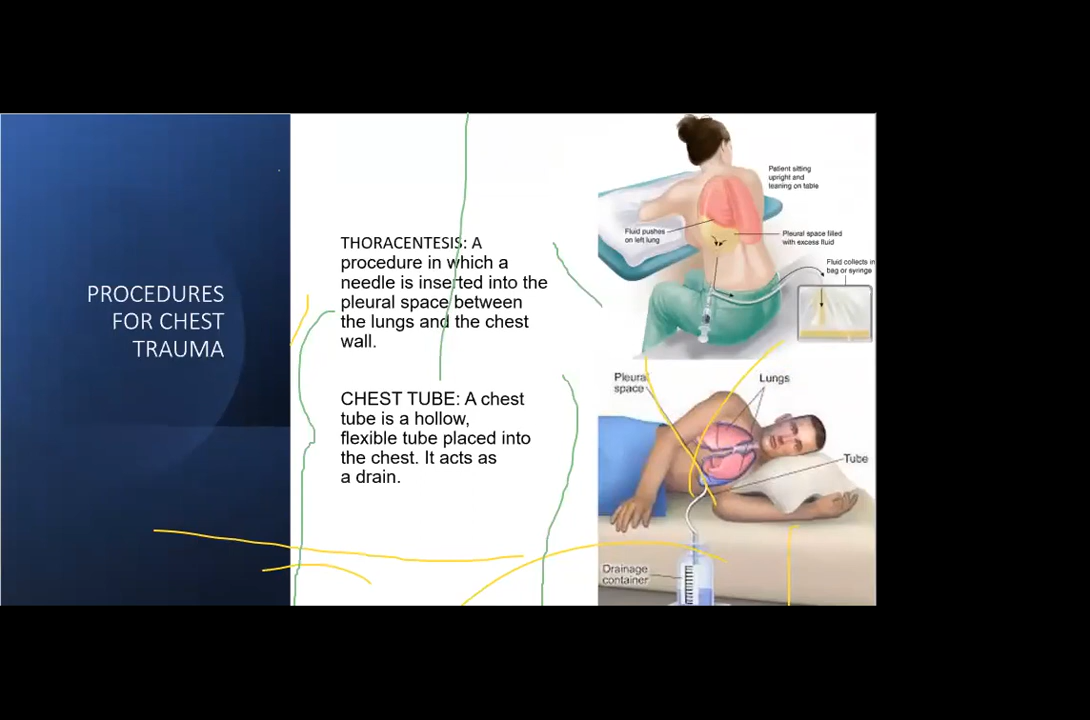 PROCEDURES
FOR CHEST
TRAUMA
THORACENTESIS: A
procedure in which a
needle is inserted into the
pleural space between
the lungs and the chest
wall.
CHEST TUBE: A chest
tube is a hollow,
flexible tube placed into
the chest. It acts as
a drain.
Patient sitting
upright and
leaning on table
Fluid pushes
on left lung
Pleural space filled
with excess fluid
Fluid collects in
bag or syringe
Pleural
space
Lungs
Tube
Drainage
container